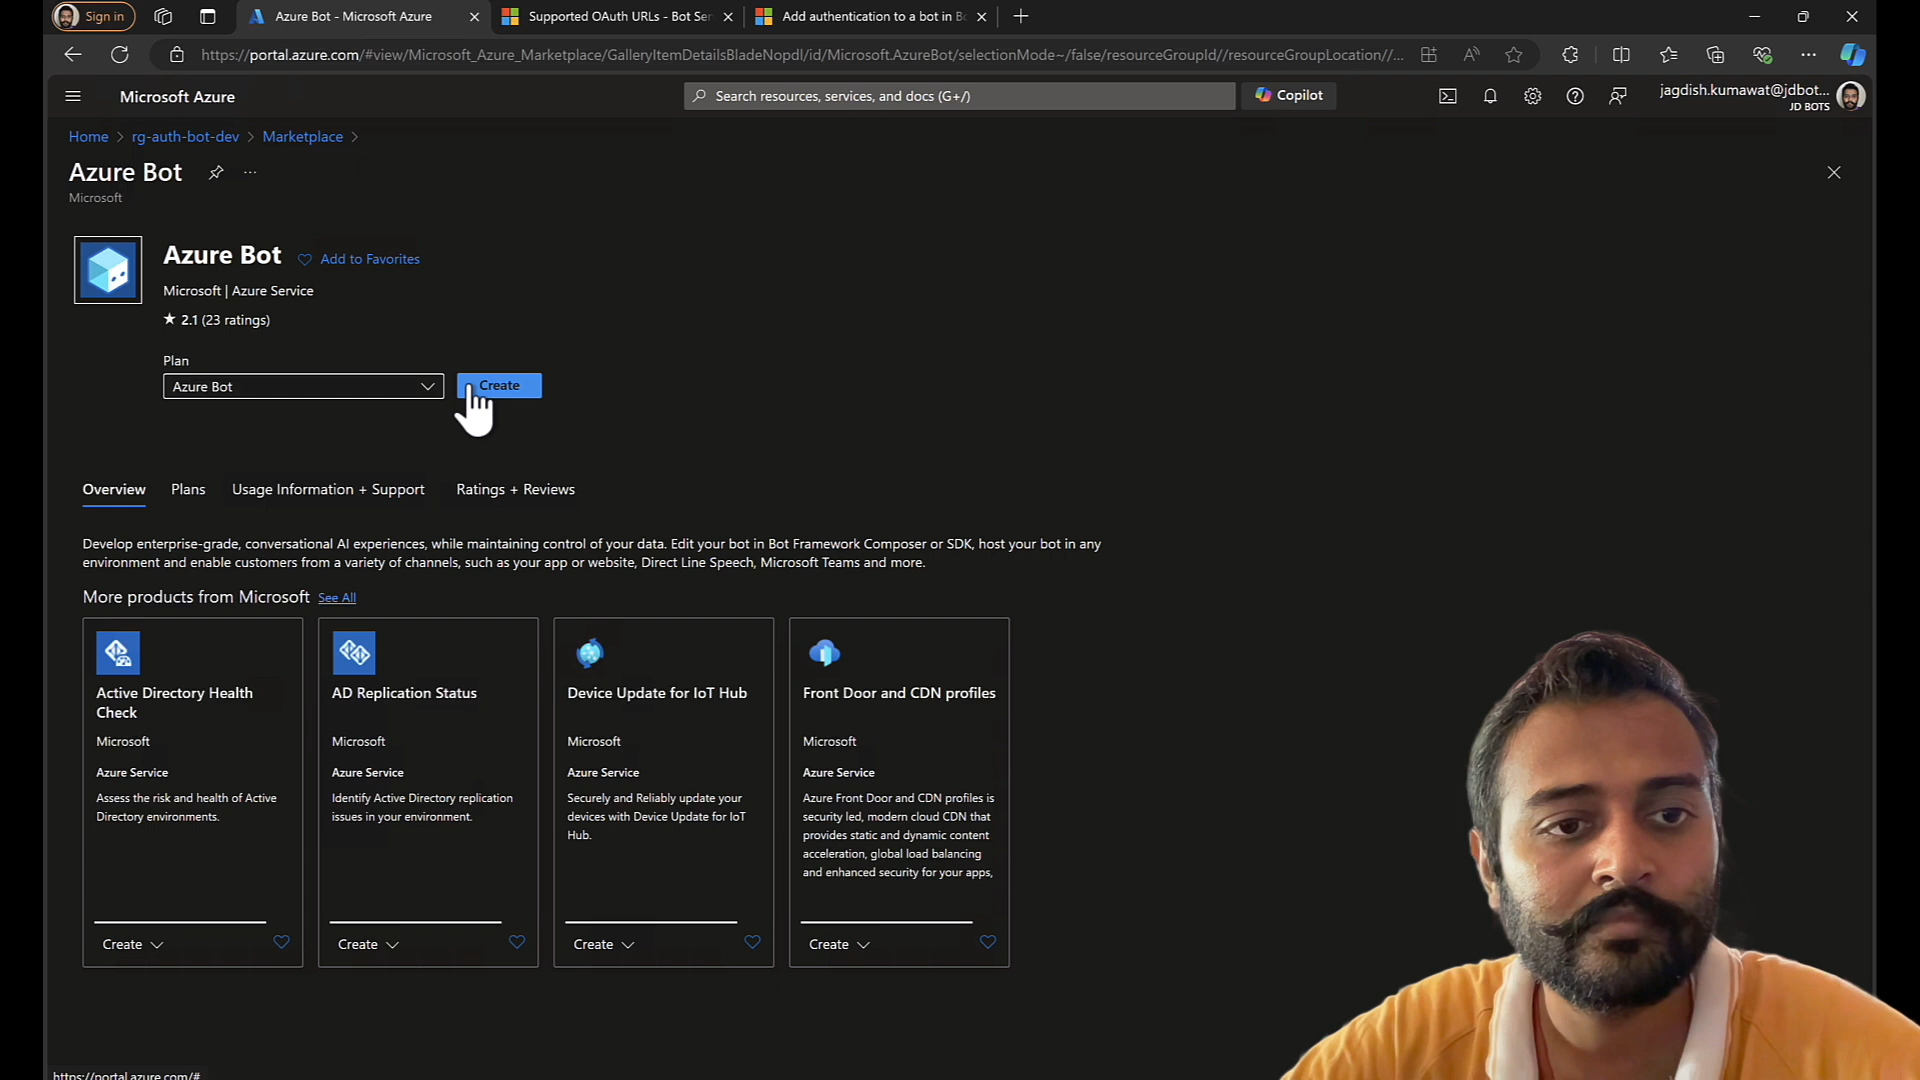 Sign in
Azure Bot - Microsoft Azure
Supported OAuth URLs - Bot Ser
Add authentication to a bot in B
https://portal.azure.com/#view/Microsoft_Azure_Marketplace/GalleryItemDetailsBladeNopdl/id/Microsoft.AzureBot/selectionMode~/false/resourceGroupId//resourceGroupLocation//...
Microsoft Azure
Search resources, services, and docs (G+/)
Copilot
jagdish.kumawat@jdbot...
JD BOTS
Home > rg-auth-bot-dev > Marketplace >
Azure Bot
...
Microsoft
Azure Bot
Add to Favorites
Microsoft | Azure Service
★ 2.1 (23 ratings)
Plan
Azure Bot
Create
Overview
Plans
Usage Information + Support
Ratings + Reviews
Develop enterprise-grade, conversational AI experiences, while maintaining control of your data. Edit your bot in Bot Framework Composer or SDK, host your bot in any
environment and enable customers from a variety of channels, such as your app or website, Direct Line Speech, Microsoft Teams and more.
More products from Microsoft See All
Active Directory Health
Check
Microsoft
Azure Service
Assess the risk and health of Active
Directory environments.
Create
AD Replication Status
Microsoft
Azure Service
Identify Active Directory replication
issues in your environment.
Create
Device Update for IoT Hub
Microsoft
Azure Service
Securely and Reliably update your
devices with Device Update for IoT
Hub.
Create
Front Door and CDN profiles
Microsoft
Azure Service
Azure Front Door and CDN profiles is
security led, modern cloud CDN that
provides static and dynamic content
acceleration, global load balancing
and enhanced security for your apps,
Create
https://portal.azure.com/#